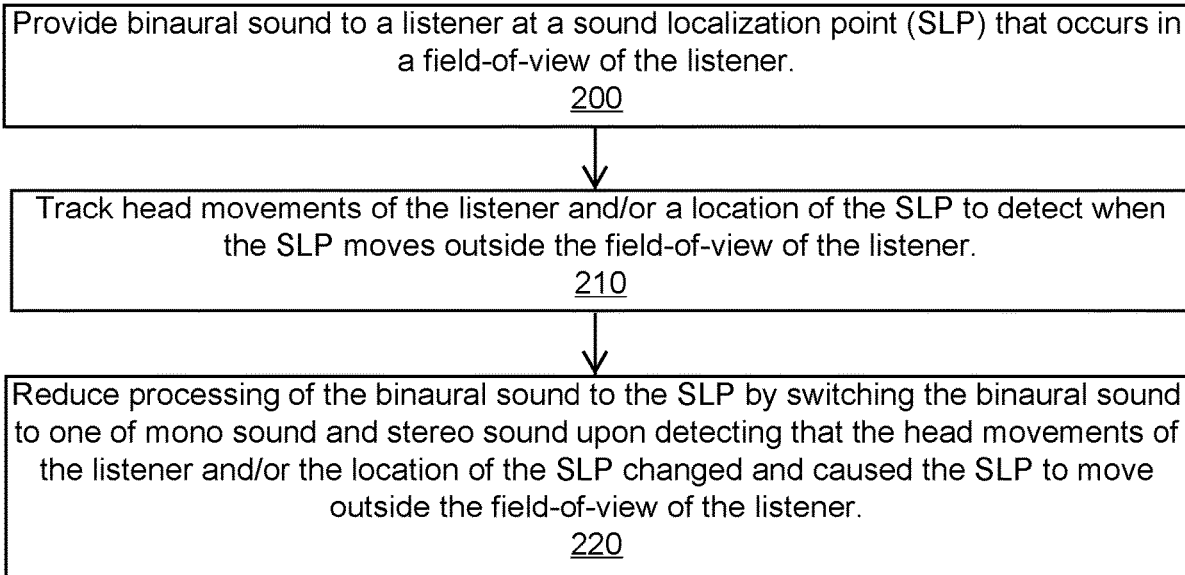 Provide binaural sound to a listener at a sound localization point (SLP) that occurs in
a field-of-view of the listener.
200
Track head movements of the listener and/or a location of the SLP to detect when
the SLP moves outside the field-of-view of the listener.
210
Reduce processing of the binaural sound to the SLP by switching the binaural sound
to one of mono sound and stereo sound upon detecting that the head movements of
the listener and/or the location of the SLP changed and caused the SLP to move
outside the field-of-view of the listener.
220